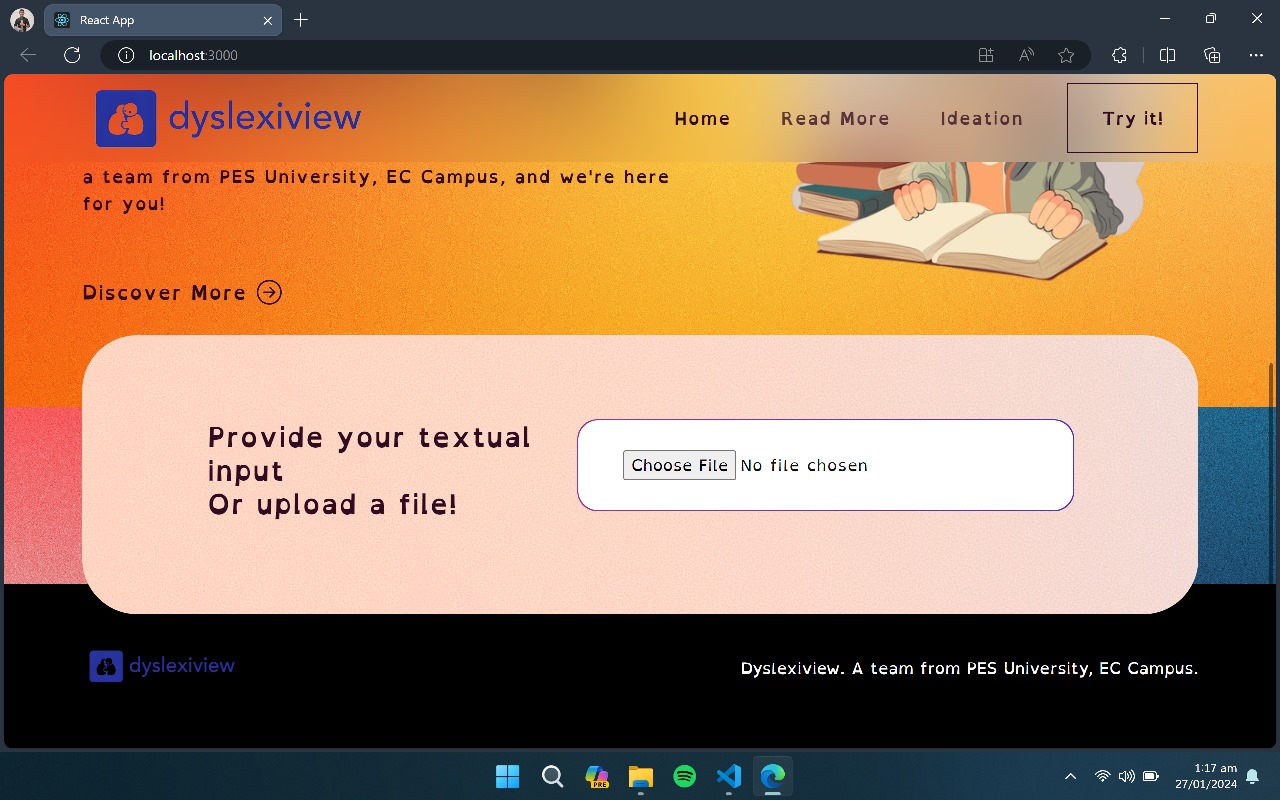 React App
localhost:3000
dyslexiview
Home
Read More
Ideation
Try it!
a team from PES University, EC Campus, and we're here
for you!
Discover More
Provide your textual
input
Or upload a file!
Choose File No file chosen
dyslexiview
Dyslexiview. A team from PES University, EC Campus.
PRE
1:17 am
27/01/2024